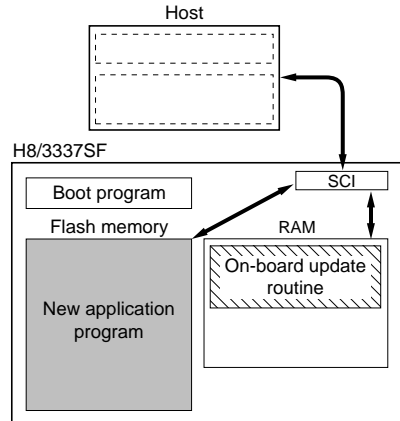 Host
H8/3337SF
SCI
Boot program
Flash memory
RAM
On-board update
routine
New application
program